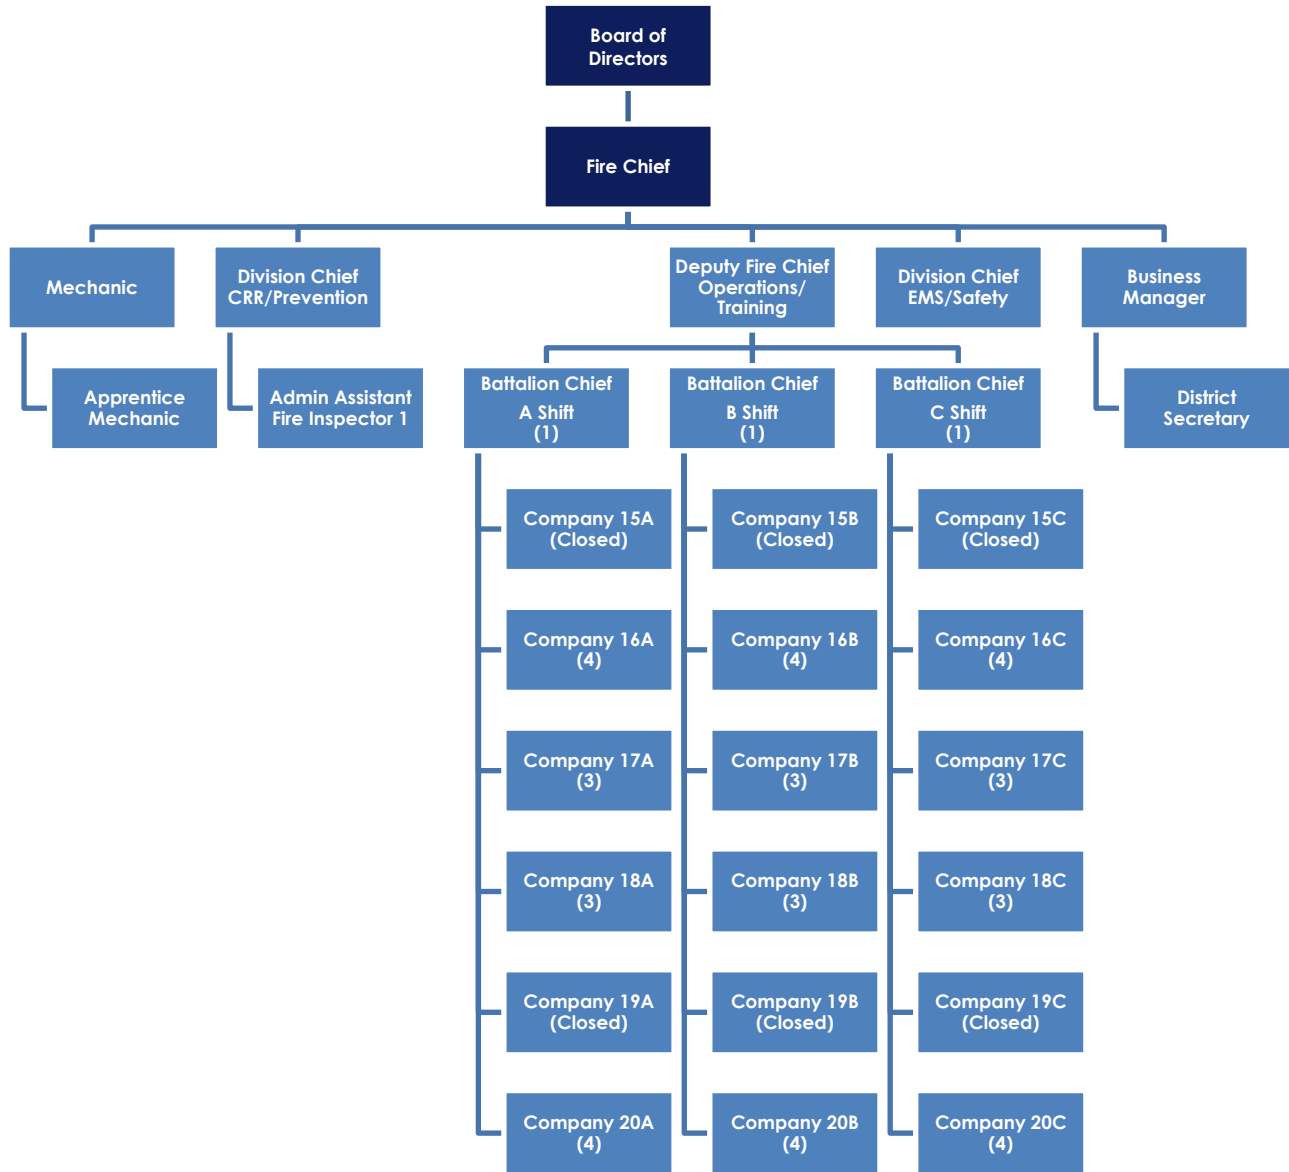 Board of
Directors
Fire Chief
Mechanic
Division Chief
CRR/Prevention
Deputy Fire Chief
Operations/
Training
Division Chief
EMS/Safety
Business
Manager
Apprentice
Mechanic
Admin Assistant
Fire Inspector 1
Battalion Chief
A Shift
(1)
Battalion Chief
B Shift
(1)
Battalion Chief
C Shift
(1)
District
Secretary
Company 15A
(Closed)
Company 15B
(Closed)
Company 15C
(Closed)
Company 16A
(4)
Company 16B
(4)
Company 16C
(4)
Company 17A
(3)
Company 17B
(3)
Company 17C
(3)
Company 18A
(3)
Company 18B
(3)
Company 18C
(3)
Company 19A
(Closed)
Company 19B
(Closed)
Company 19C
(Closed)
Company 20A
(4)
Company 20B
(4)
Company 20C
(4)